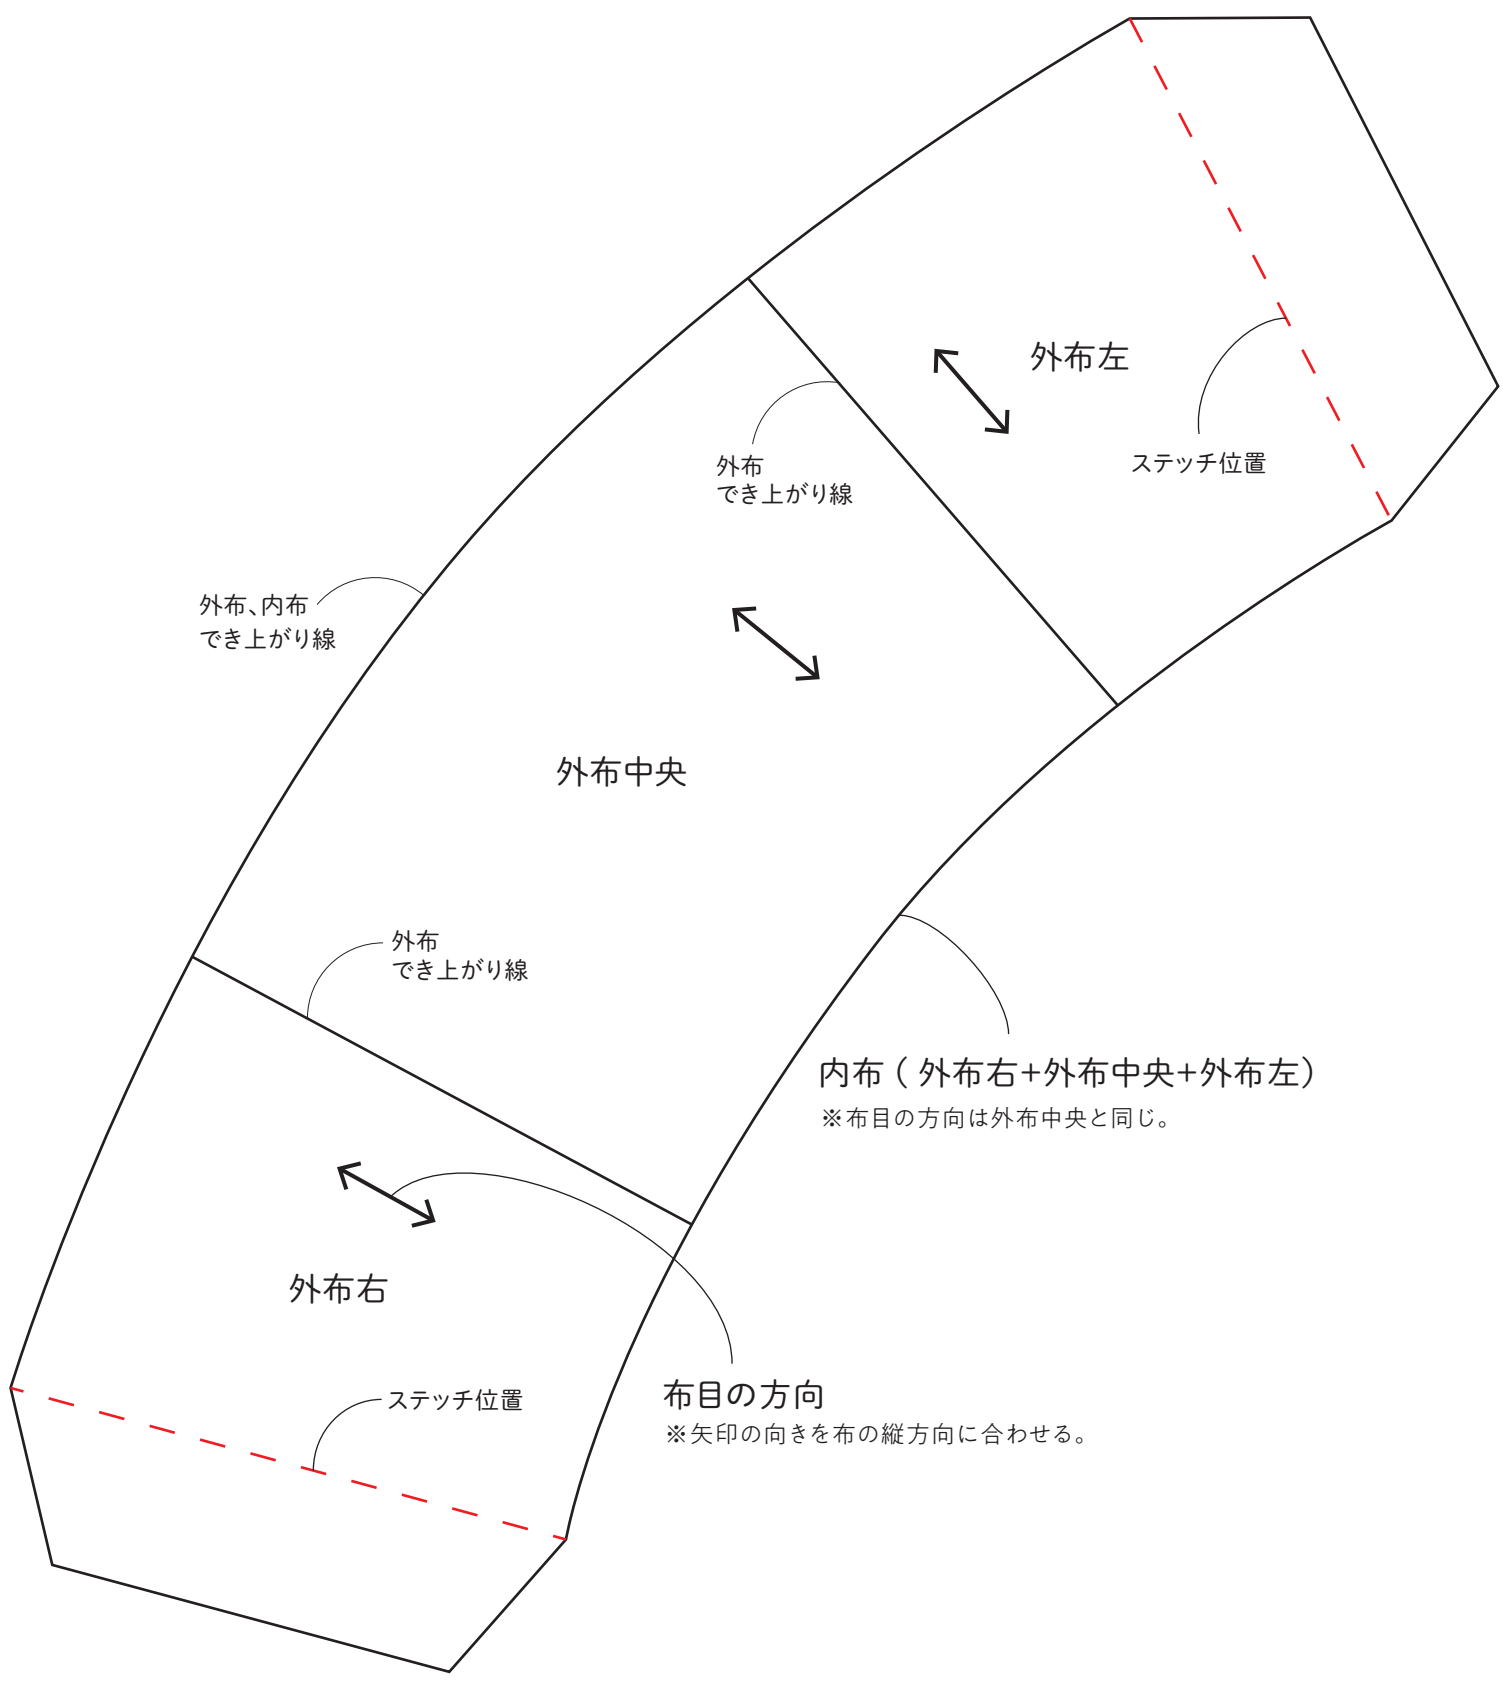 外布左
ステッチ位置
外布
でき上がり線
外布、内布
でき上がり線
外布中央
外布
でき上がり線
内布 ( 外布右+外布中央+外布左)
※布目の方向は外布中央と同じ。
外布右
布目の方向
※矢印の向きを布の縦方向に合わせる。
ステッチ位置